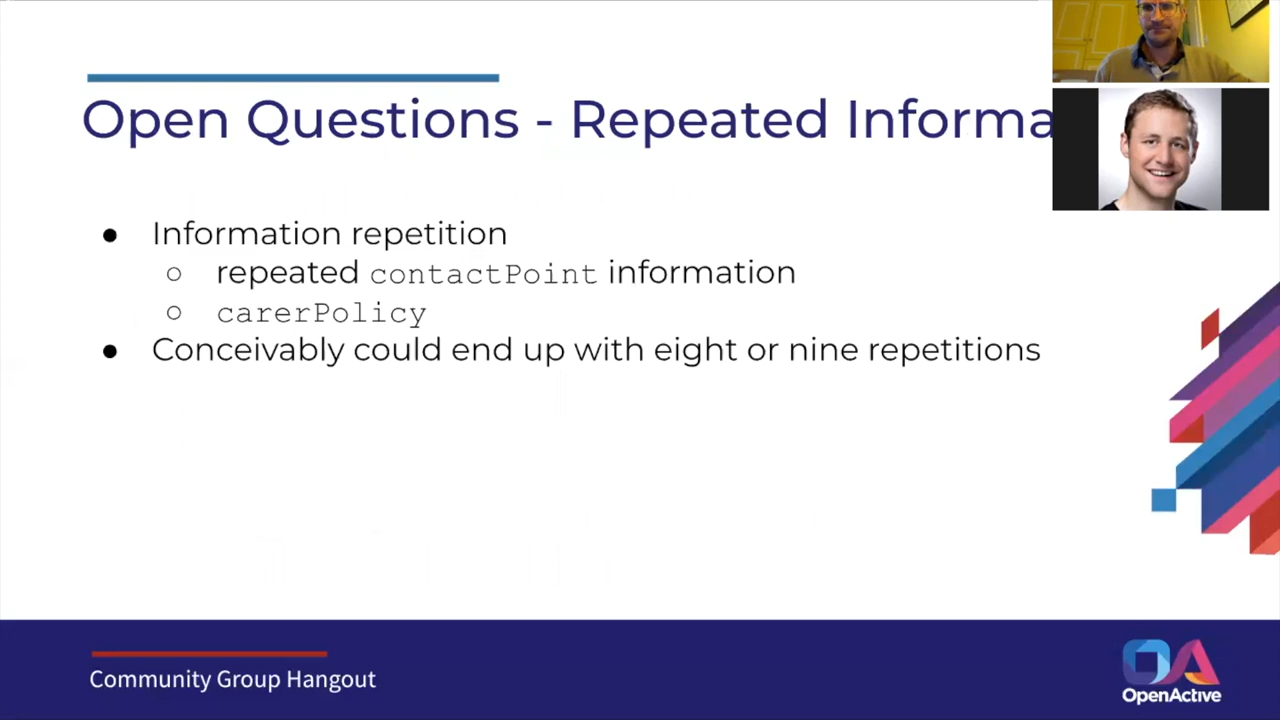 Open Questions - Repeated Informa
Information repetition
repeated contactPoint information
carerPolicy
Conceivably could end up with eight or nine repetitions
Community Group Hangout
OA
OpenActive